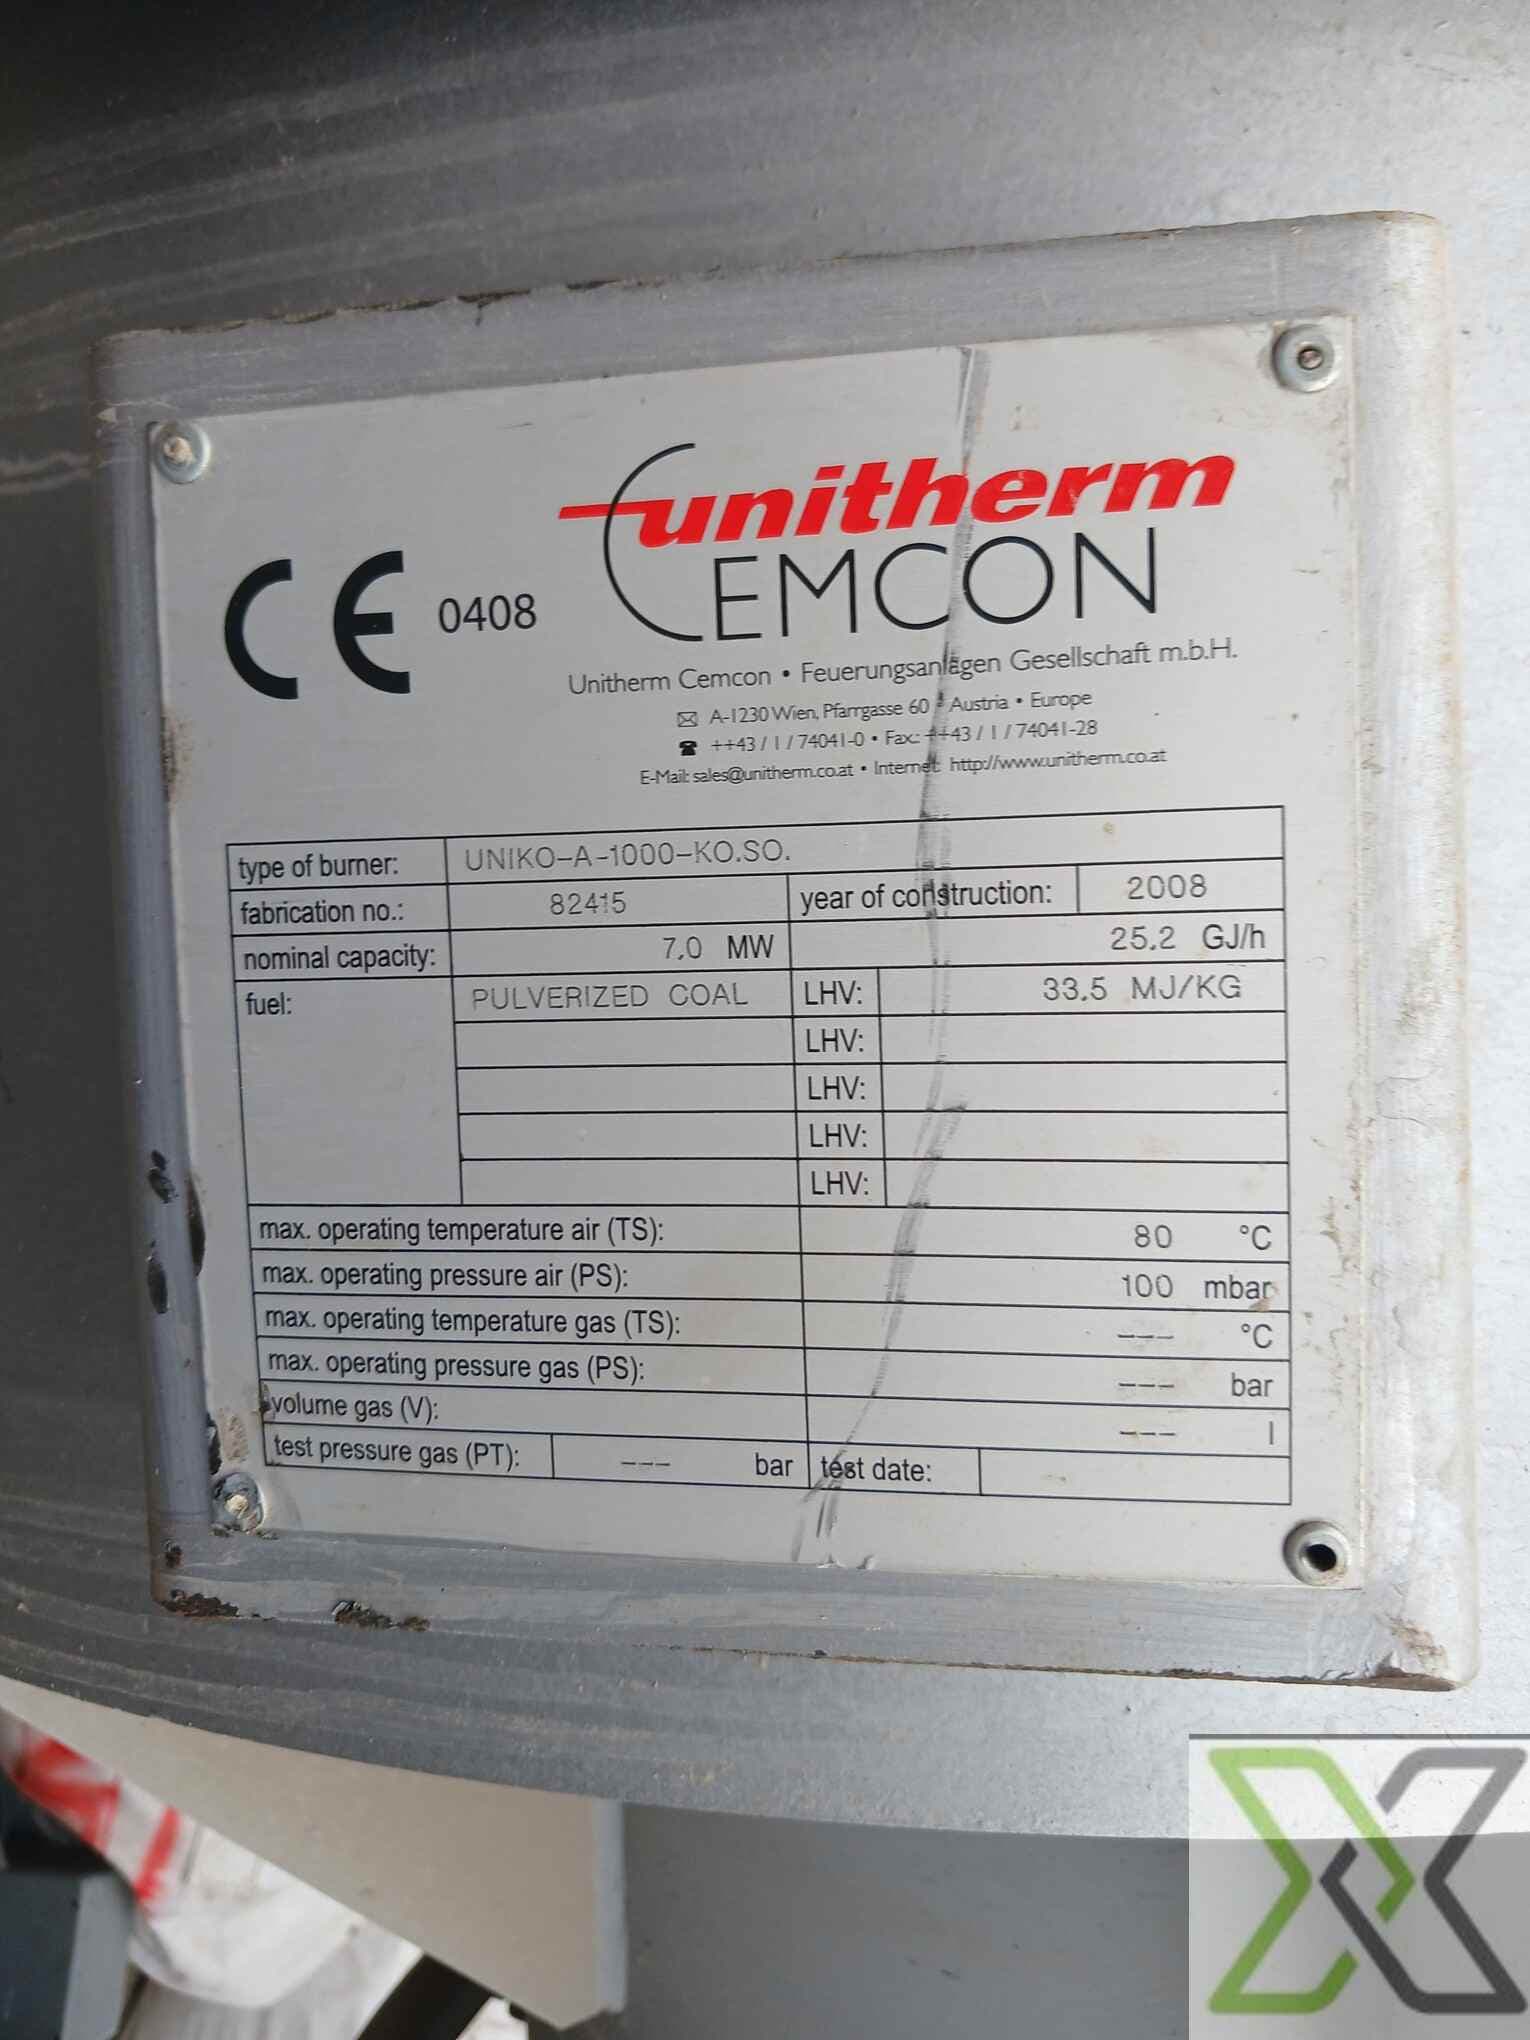 unitherm
CEMCON
CE 0408
Unitherm Cemcon • Feuerungsanlagen Gesellschaft m.b.H.
A-1230 Wien, Pfarrgasse 60 • Austria • Europe
++43 / 1 / 74041-0 • Fax.: ++43 / 1 / 74041-28
E-Mail: sales@unitherm.co.at • Internet: http://www.unitherm.co.at
type of burner: UNIKO-A-1000-KO.SO.
fabrication no.: 82415 year of construction: 2008
nominal capacity: 7.0 MW 25.2 GJ/h
fuel: PULVERIZED COAL LHV: 33.5 MJ/KG
LHV:
LHV:
LHV:
LHV:
max. operating temperature air (TS): 80 °C
max. operating pressure air (PS): 100 mbar
max. operating temperature gas (TS): --- °C
max. operating pressure gas (PS): --- bar
volume gas (V): --- l
test pressure gas (PT): --- bar test date: